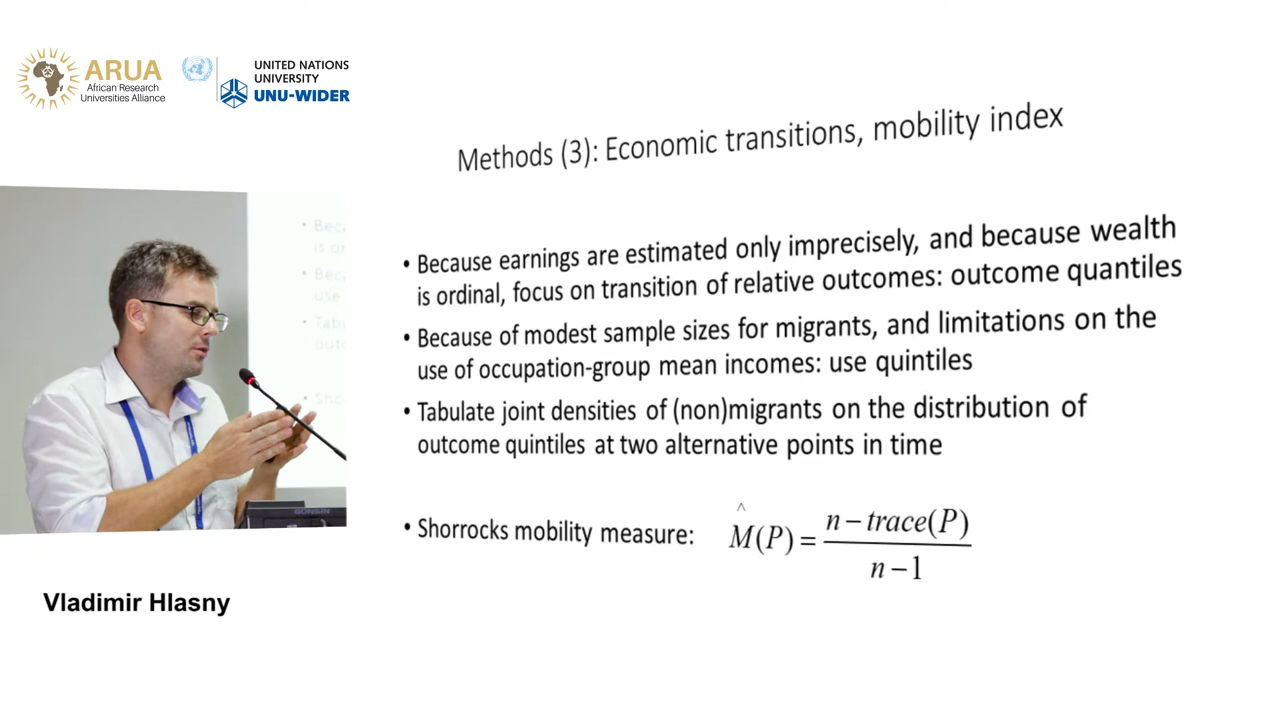 ARUA
African Research
Universities Alliance
UNITED NATIONS
UNIVERSITY
UNU-WIDER
Methods (3): Economic transitions, mobility index
• Because earnings are estimated only imprecisely, and because wealth
is ordinal, focus on transition of relative outcomes: outcome quantiles
• Because of modest sample sizes for migrants, and limitations on the
use of occupation-group mean incomes: use quintiles
• Tabulate joint densities of (non)migrants on the distribution of
outcome quintiles at two alternative points in time
• Shorrocks mobility measure: M̂(P) = (n − trace(P)) / (n − 1)
GONSIN
Vladimir Hlasny